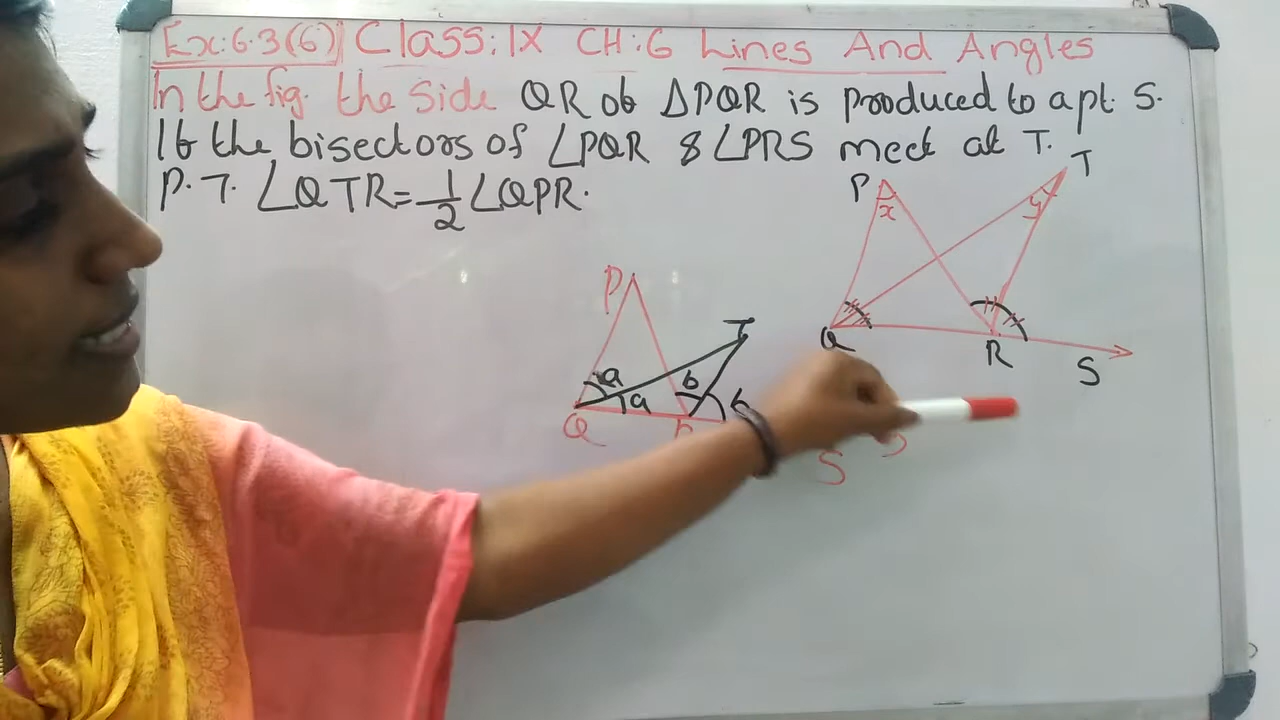 Ex:6.3(6) Class:IX CH:6 Lines And Angles
In the fig. the side QR of ΔPQR is produced to a pt. S.
If the bisectors of ∠PQR & ∠PRS meet at T.
P.T. ∠QTR=1/2∠QPR.
P T
x y
Q R S
P T
a b
a b
Q R
S